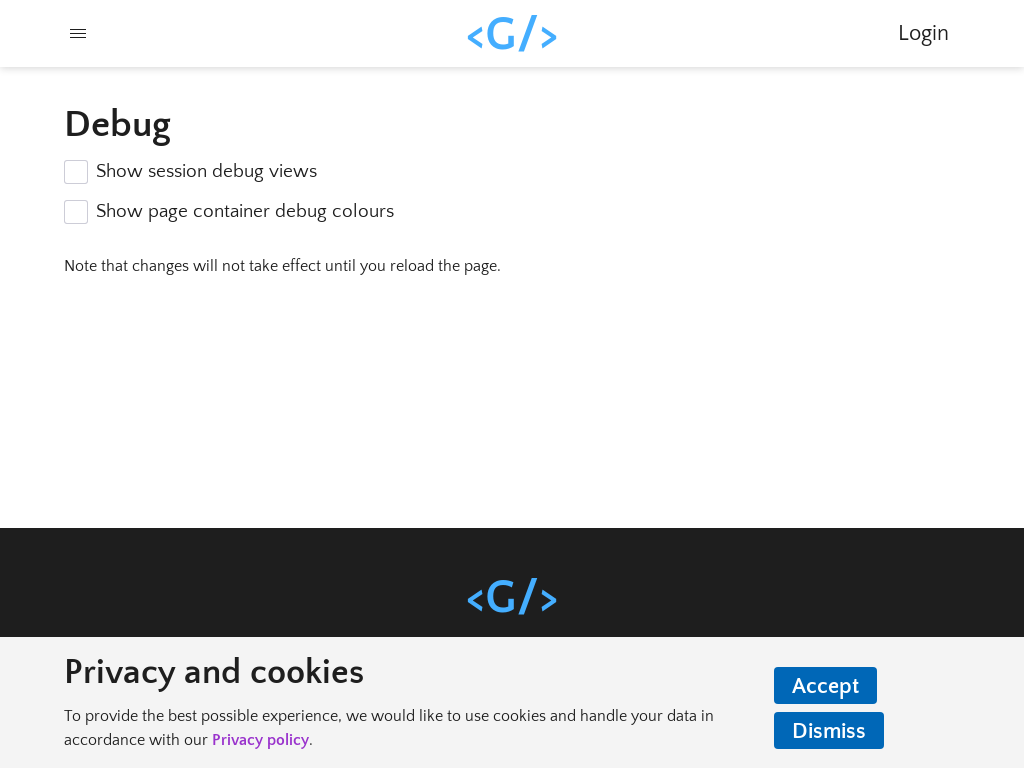 <G/>
Login
Debug
Show session debug views
Show page container debug colours
Note that changes will not take effect until you reload the page.
<G/>
Privacy and cookies
To provide the best possible experience, we would like to use cookies and handle your data in
accordance with our Privacy policy.
Accept
Dismiss